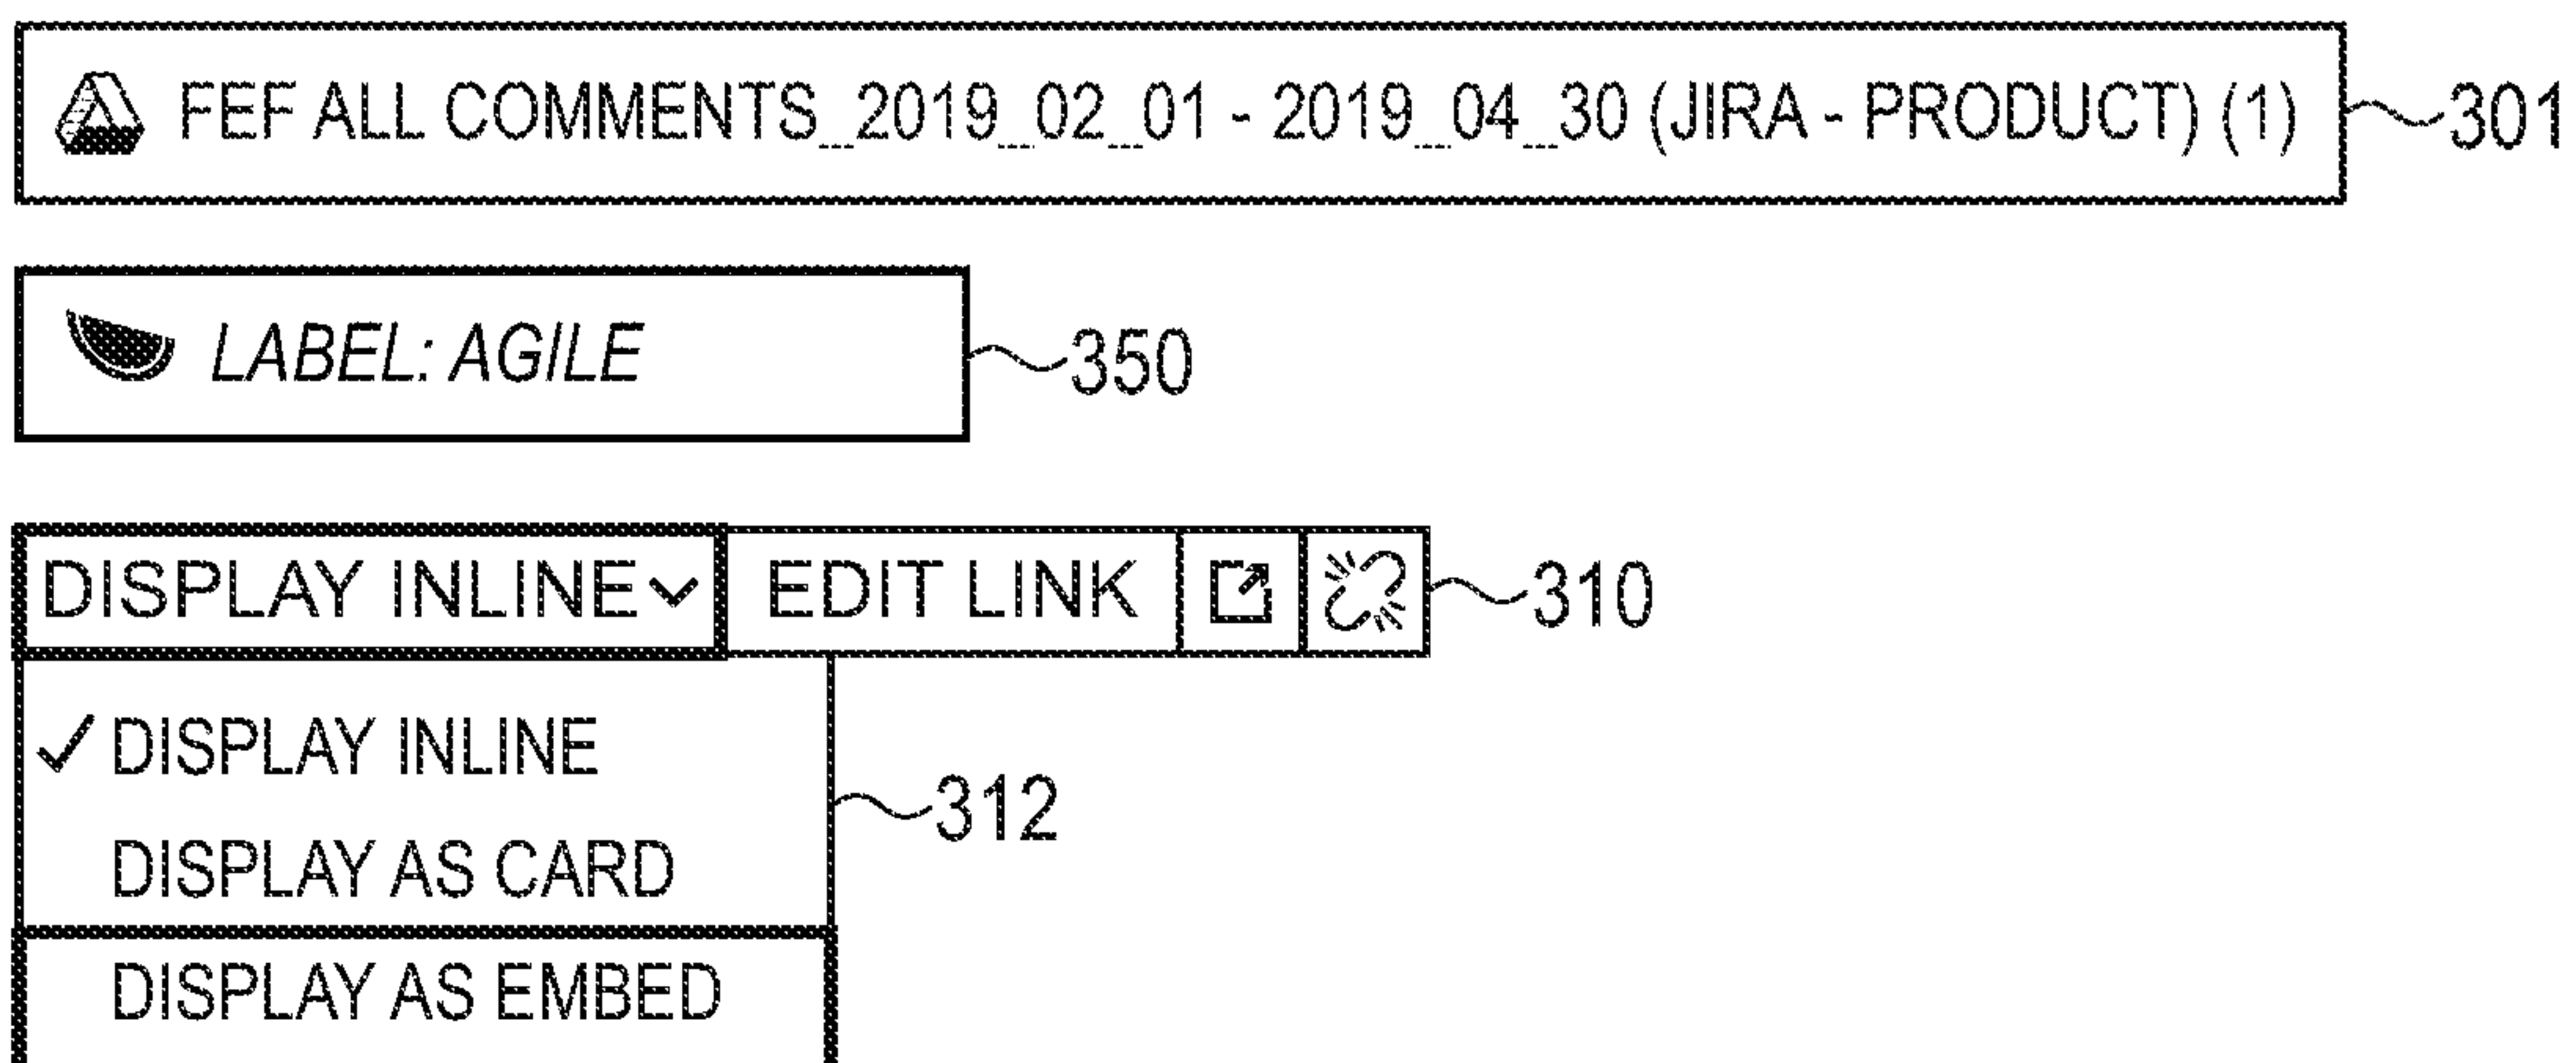 FEF ALL COMMENTS_2019_02_01 - 2019_04_30 (JIRA - PRODUCT) (1) 301
LABEL: AGILE 350
DISPLAY INLINE EDIT LINK 310
DISPLAY INLINE
312
DISPLAY AS CARD
DISPLAY AS EMBED